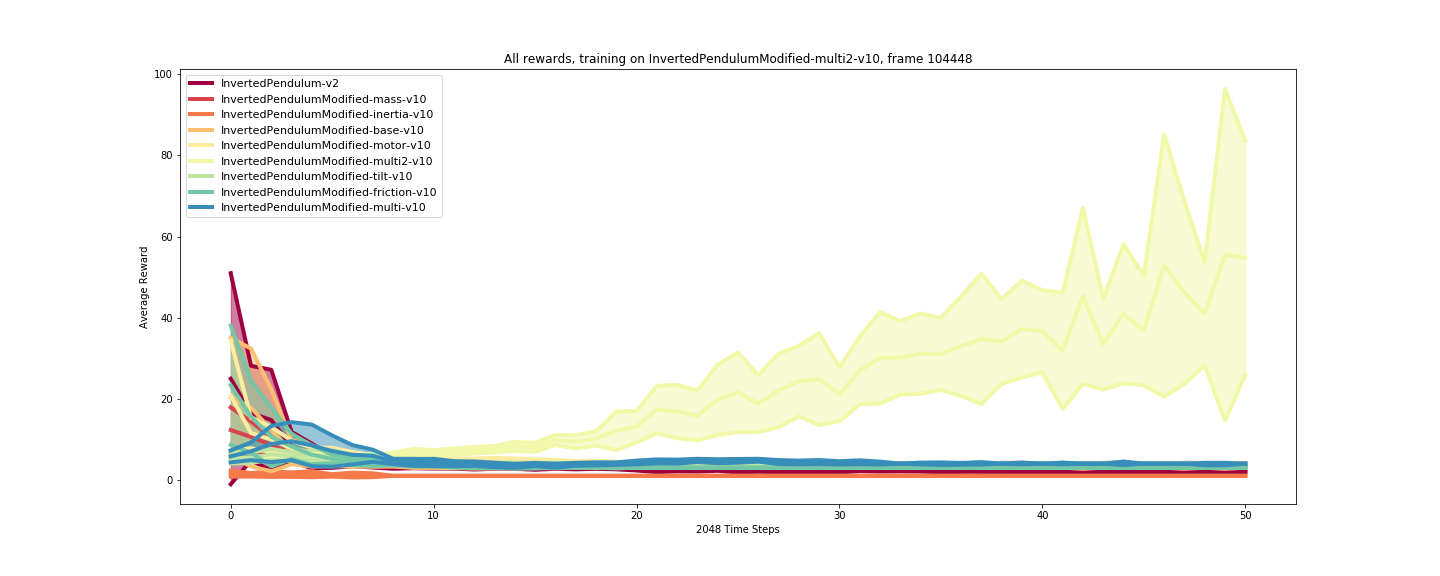 All rewards, training on InvertedPendulumModified-multi2-v10, frame 104448
100
80
60
40
20
0
Average Reward
InvertedPendulum-v2
InvertedPendulumModified-mass-v10
InvertedPendulumModified-inertia-v10
InvertedPendulumModified-base-v10
InvertedPendulumModified-motor-v10
InvertedPendulumModified-multi2-v10
InvertedPendulumModified-tilt-v10
InvertedPendulumModified-friction-v10
InvertedPendulumModified-multi-v10
0 10 20 30 40 50
2048 Time Steps